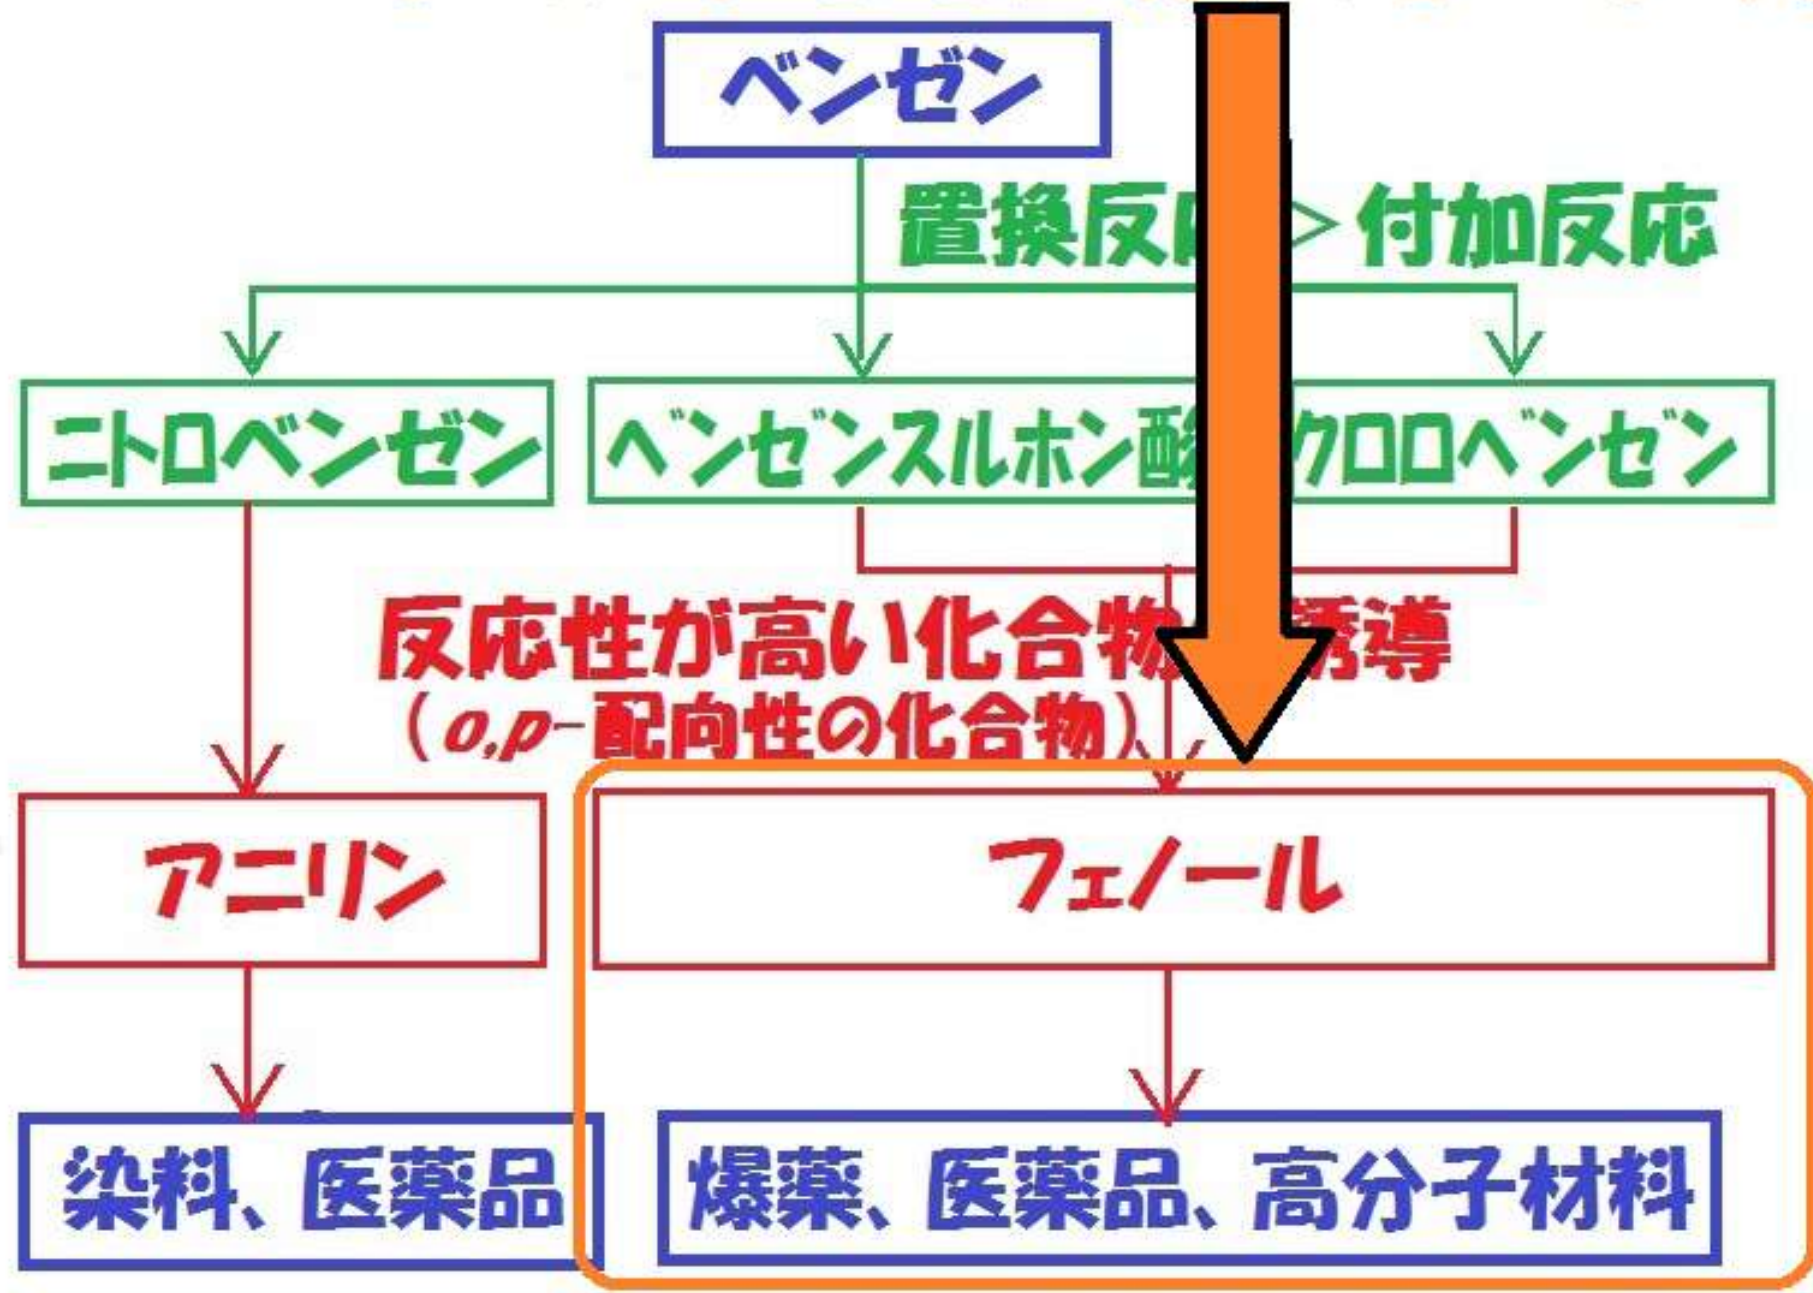 ベンゼン
置換反 > 付加反応
ニトロベンゼン
ベンゼンスルホン酸
クロロベンゼン
反応性が高い化合物 誘導
(o,p-配向性の化合物)
アニリン
フェノール
染料、医薬品
爆薬、医薬品、高分子材料